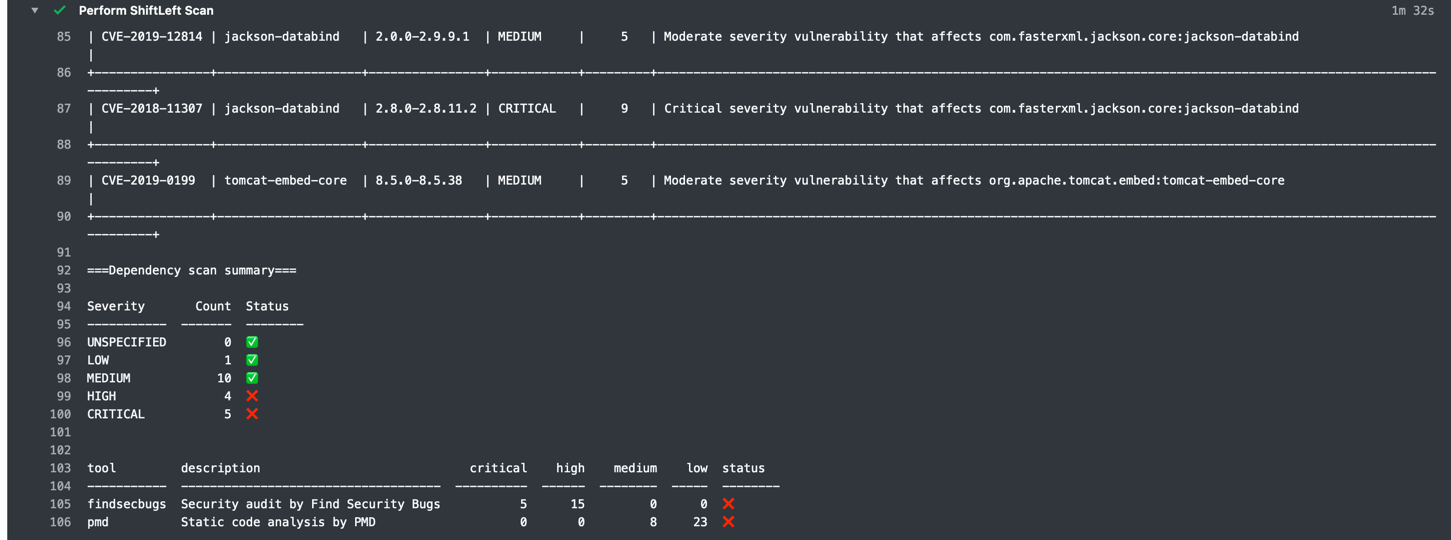 Perform ShiftLeft Scan 1m 32s
85 | CVE-2019-12814 | jackson-databind | 2.0.0-2.9.9.1 | MEDIUM | 5 | Moderate severity vulnerability that affects com.fasterxml.jackson.core:jackson-databind
|
86 +----------------+--------------------+----------------+------------+---------+------------------------------------------------------------------------------------------------------------
---------+
87 | CVE-2018-11307 | jackson-databind | 2.8.0-2.8.11.2 | CRITICAL | 9 | Critical severity vulnerability that affects com.fasterxml.jackson.core:jackson-databind
|
88 +----------------+--------------------+----------------+------------+---------+------------------------------------------------------------------------------------------------------------
---------+
89 | CVE-2019-0199 | tomcat-embed-core | 8.5.0-8.5.38 | MEDIUM | 5 | Moderate severity vulnerability that affects org.apache.tomcat.embed:tomcat-embed-core
|
90 +----------------+--------------------+----------------+------------+---------+------------------------------------------------------------------------------------------------------------
---------+
91
92 ===Dependency scan summary===
93
94 Severity Count Status
95 ----------- ------- --------
96 UNSPECIFIED 0 ✅
97 LOW 1 ✅
98 MEDIUM 10 ✅
99 HIGH 4 ❌
100 CRITICAL 5 ❌
101
102
103 tool description critical high medium low status
104 ----------- ------------------------------------ ---------- ------ -------- ----- --------
105 findsecbugs Security audit by Find Security Bugs 5 15 0 0 ❌
106 pmd Static code analysis by PMD 0 0 8 23 ❌